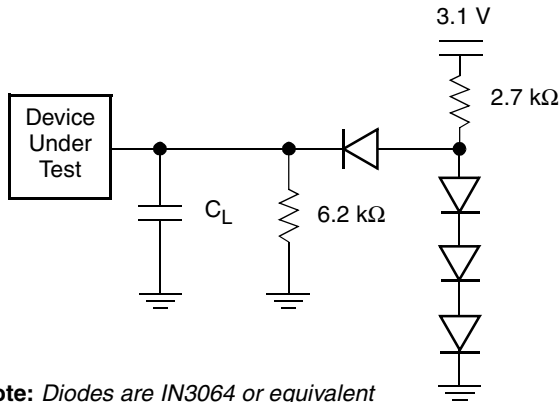 3.1 V
2.7 kΩ
Device
Under
Test
CL
6.2 kΩ
ote: Diodes are IN3064 or equivalent